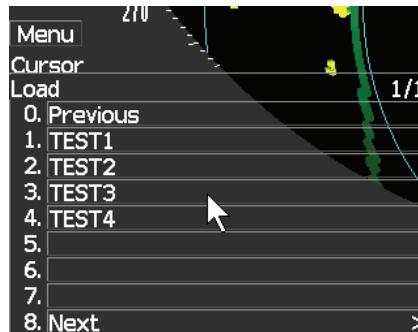 270
Menu
Cursor
Load 1/1
0. Previous
1. TEST1
2. TEST2
3. TEST3
4. TEST4
5.
6.
7.
8. Next >